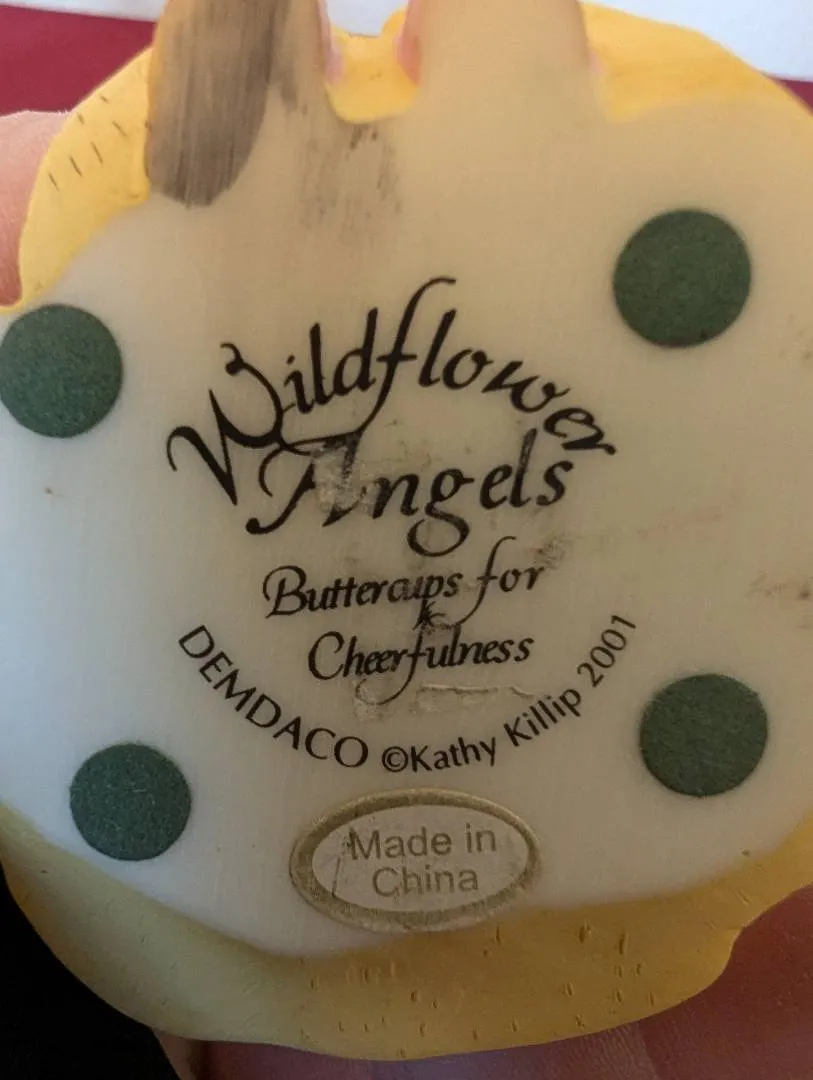 Wildflower
Angels
Buttercups for
Cheerfulness
DEMDACO ©Kathy Killip 2001
Made in
China